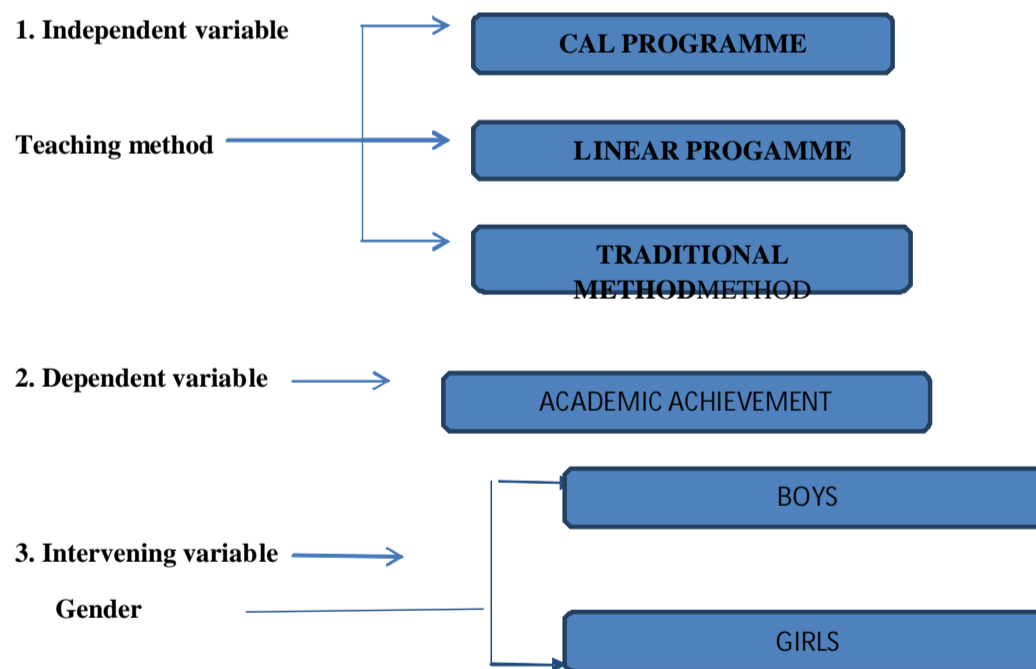 1. Independent variable
CAL PROGRAMME
Teaching method
LINEAR PROGAMME
TRADITIONAL
METHODMETHOD
2. Dependent variable
ACADEMIC ACHIEVEMENT
BOYS
3. Intervening variable
Gender
GIRLS